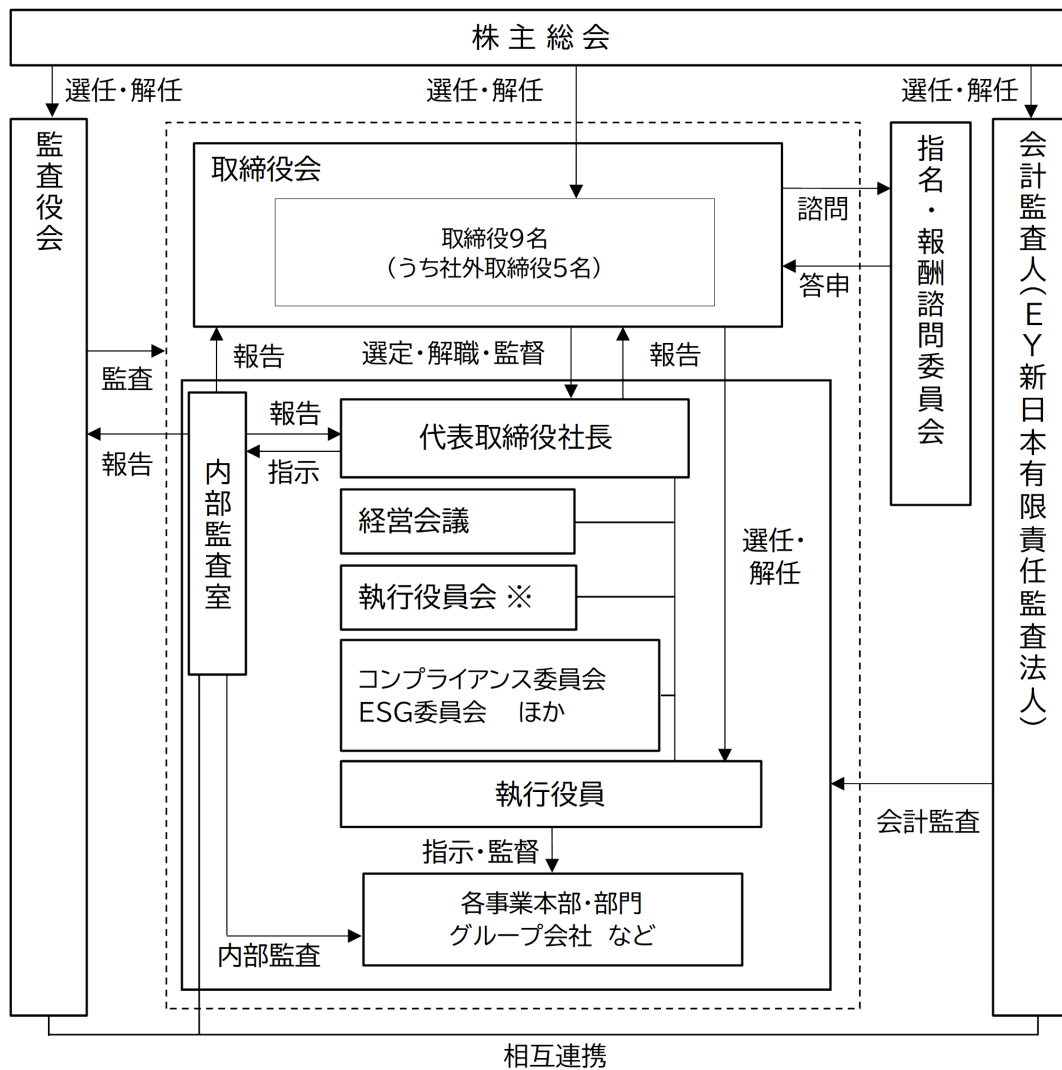 株主総会
選任・解任
選任・解任
選任・解任
監査役会
取締役会
取締役9名
(うち社外取締役5名)
諮問
答申
指名・報酬諮問委員会
会計監査人(EY新日本有限責任監査法人)
監査
報告
報告
選定・解職・監督
報告
内部監査室
報告
指示
代表取締役社長
経営会議
執行役員会 ※
コンプライアンス委員会
ESG委員会 ほか
選任・
解任
執行役員
会計監査
指示・監督
各事業本部・部門
グループ会社 など
内部監査
相互連携